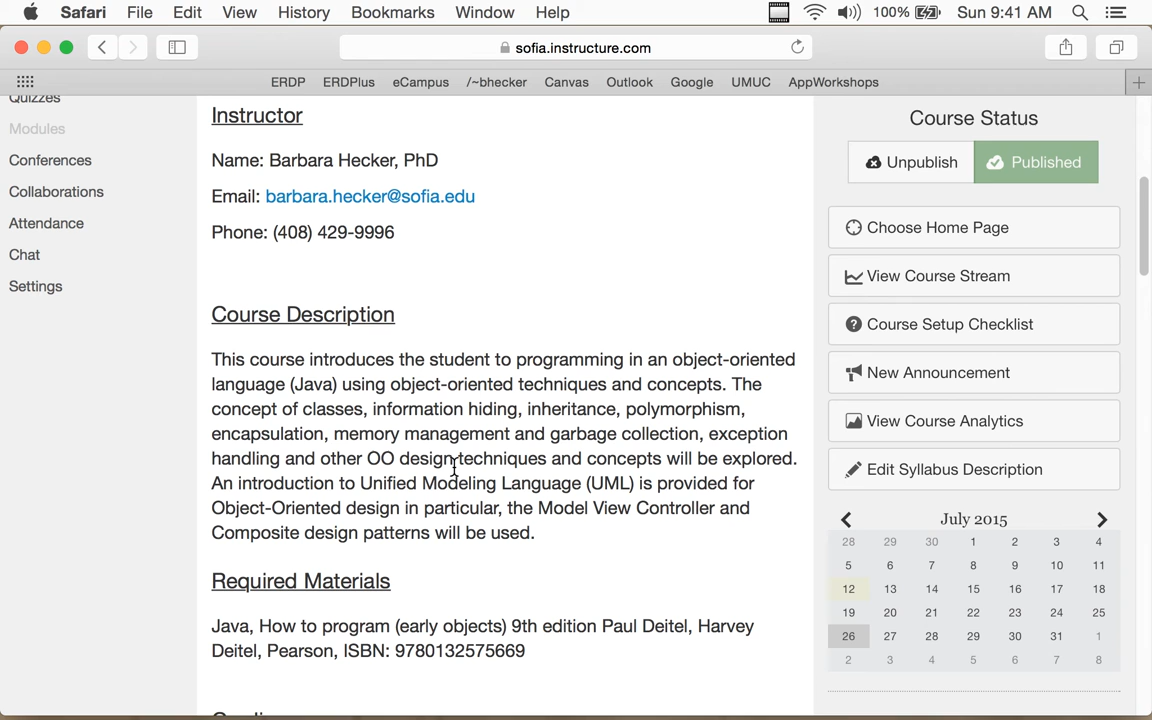 Safari File Edit View History Bookmarks Window Help 100% Sun 9:41 AM
sofia.instructure.com
ERDP ERDPlus eCampus /~bhecker Canvas Outlook Google UMUC AppWorkshops
Quizzes
Modules
Conferences
Collaborations
Attendance
Chat
Settings
Instructor
Name: Barbara Hecker, PhD
Email: barbara.hecker@sofia.edu
Phone: (408) 429-9996
Course Description
This course introduces the student to programming in an object-oriented
language (Java) using object-oriented techniques and concepts. The
concept of classes, information hiding, inheritance, polymorphism,
encapsulation, memory management and garbage collection, exception
handling and other OO design techniques and concepts will be explored.
An introduction to Unified Modeling Language (UML) is provided for
Object-Oriented design in particular, the Model View Controller and
Composite design patterns will be used.
Required Materials
Java, How to program (early objects) 9th edition Paul Deitel, Harvey
Deitel, Pearson, ISBN: 9780132575669
Course Status
Unpublish Published
Choose Home Page
View Course Stream
Course Setup Checklist
New Announcement
View Course Analytics
Edit Syllabus Description
July 2015
28 29 30 1 2 3 4
5 6 7 8 9 10 11
12 13 14 15 16 17 18
19 20 21 22 23 24 25
26 27 28 29 30 31 1
2 3 4 5 6 7 8